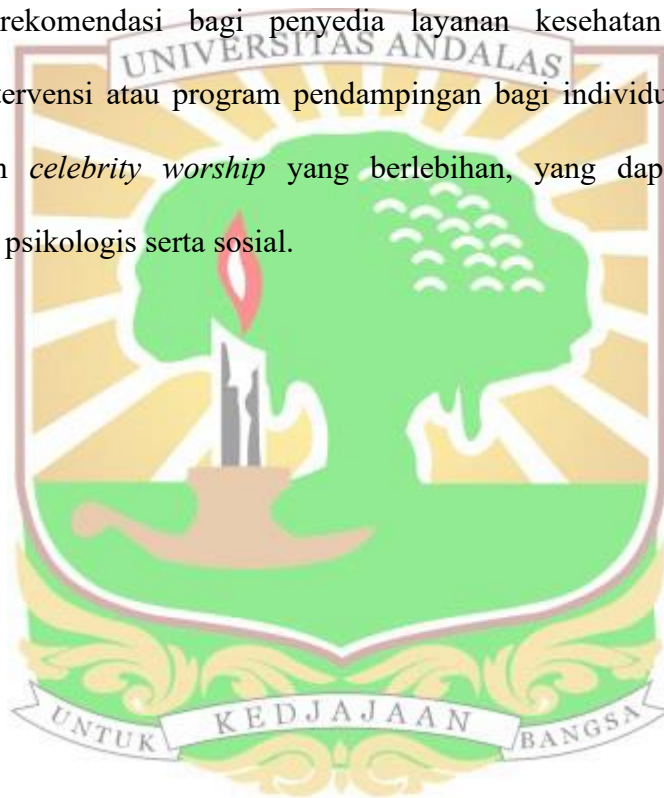 rekomendasi bagi penyedia layanan kesehatan
UNIVERSITAS ANDALAS
tervensi atau program pendampingan bagi individu
celebrity worship yang berlebihan, yang dap
psikologis serta sosial.
UNTUK KEDJAJAAN BANGSA